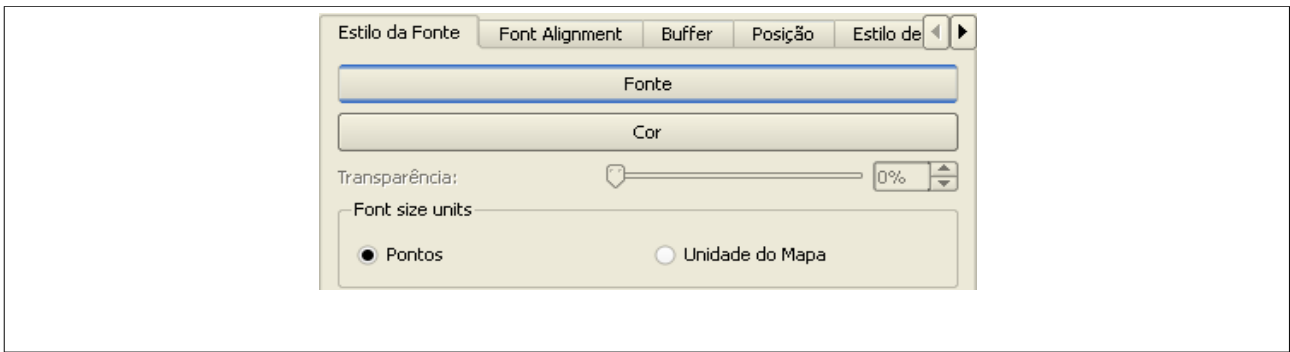 Estilo da Fonte Font Alignment Buffer Posição Estilo de
Fonte
Cor
Transparência: 0%
Font size units
Pontos Unidade do Mapa